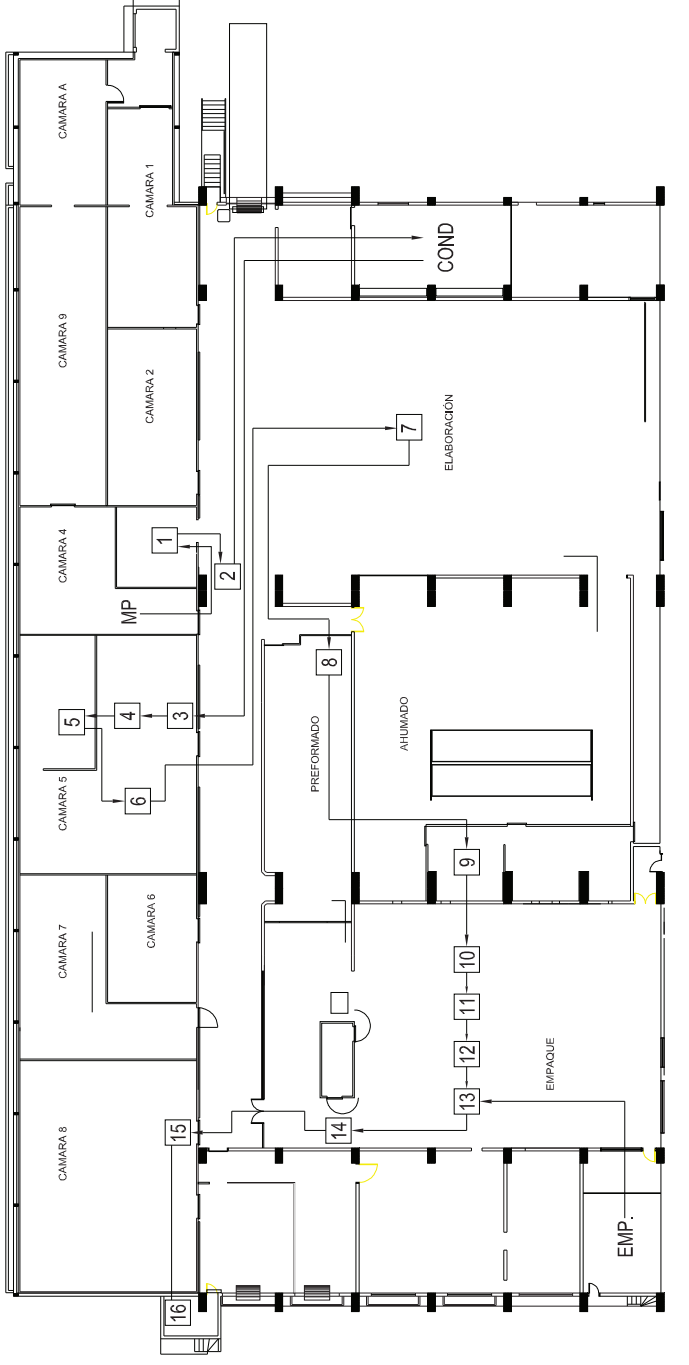 CAMARA A
CAMARA 1
CAMARA 9
CAMARA 2
COND
7
ELABORACIÓN
CAMARA 4
1
2
MP
8
PREFORMADO
AHUMADO
5
4
3
6
CAMARA 5
9
CAMARA 7
CAMARA 6
10
11
12
13
EMPAQUE
14
15
CAMARA 8
16
EMP.